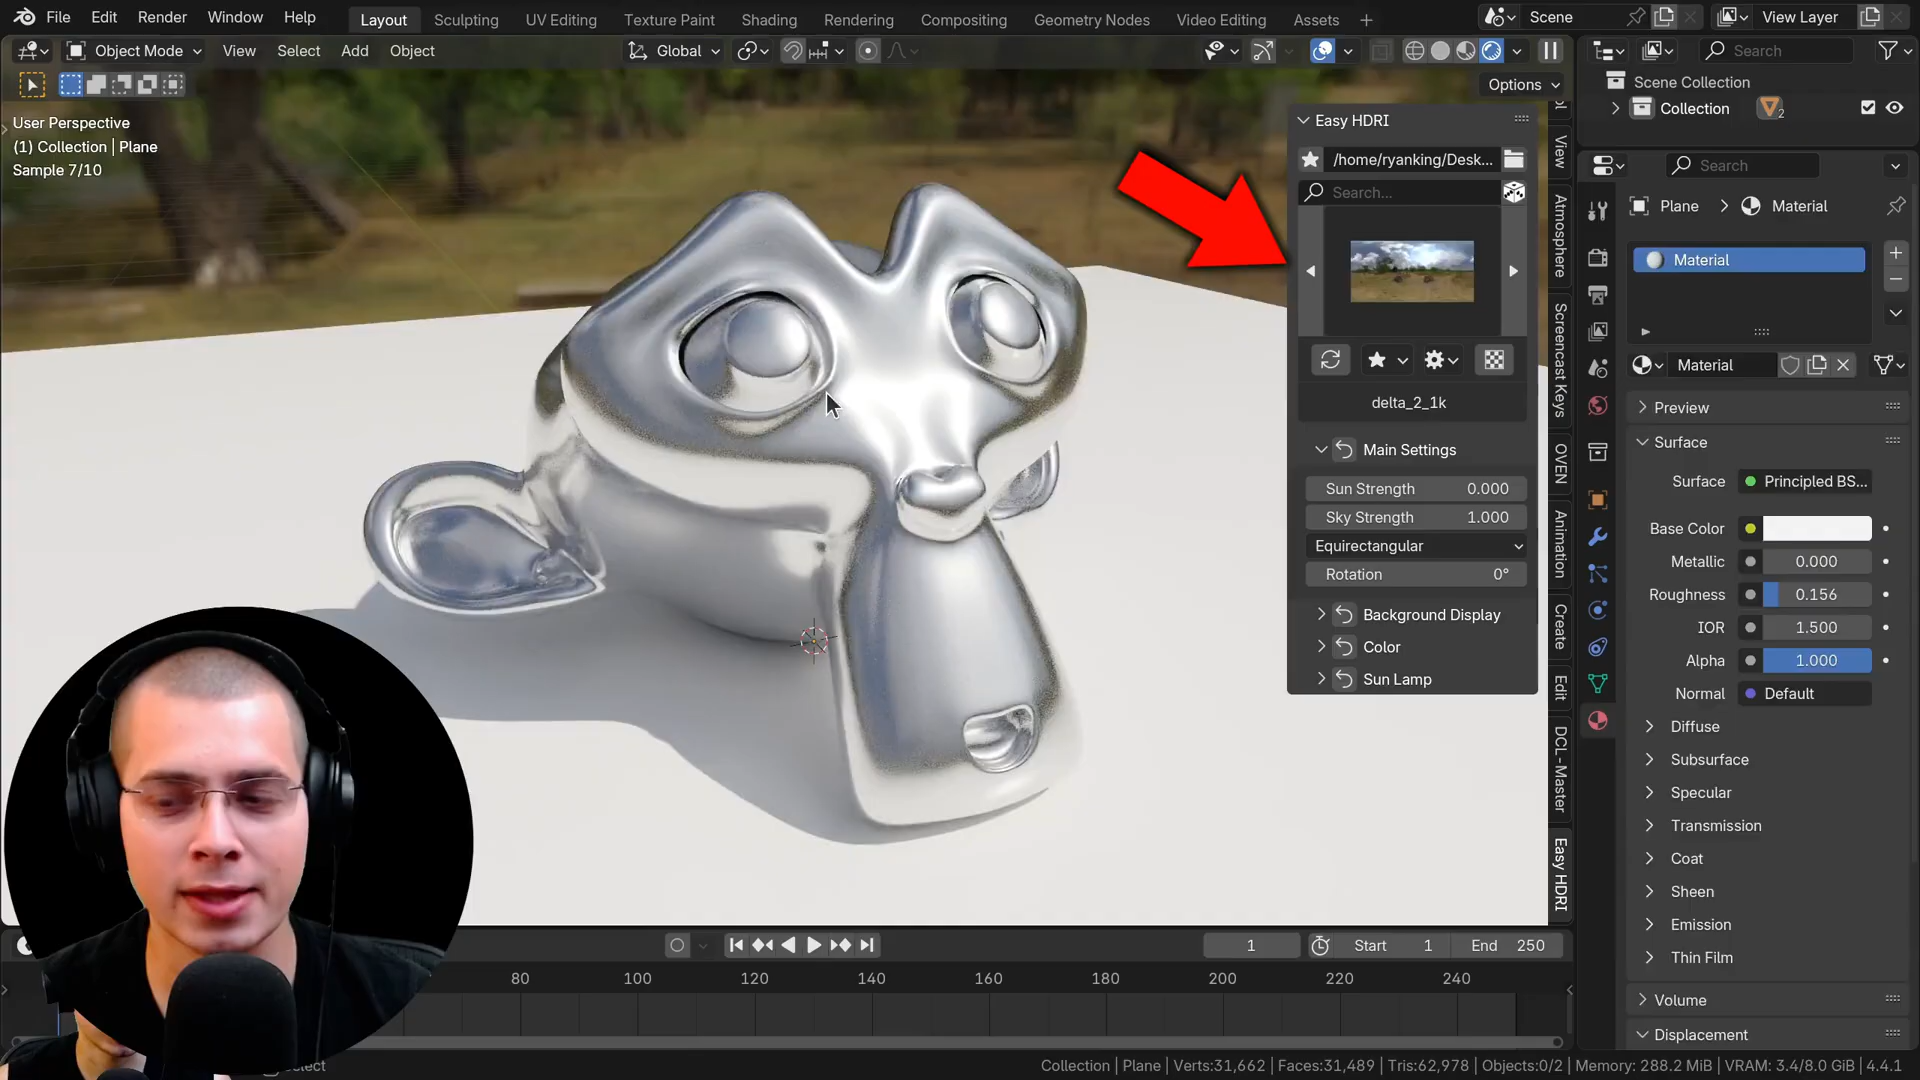 File Edit Render Window Help Layout Sculpting UV Editing Texture Paint Shading Rendering Compositing Geometry Nodes Video Editing Assets + Scene View Layer
Object Mode View Select Add Object Global Search
Options
User Perspective
(1) Collection | Plane
Sample 7/10
Easy HDRI
/home/ryanking/Desk...
Search...
delta_2_1k
Main Settings
Sun Strength 0.000
Sky Strength 1.000
Equirectangular
Rotation 0°
Background Display
Color
Sun Lamp
View
Atmosphere
Screencast Keys
OVEN
Animation
Create
Edit
DCL-Master
Easy HDRI
Scene Collection
Collection 2
Search
Plane > Material
Material
Material
Preview
Surface
Surface Principled BS...
Base Color
Metallic 0.000
Roughness 0.156
IOR 1.500
Alpha 1.000
Normal Default
Diffuse
Subsurface
Specular
Transmission
Coat
Sheen
Emission
Thin Film
Volume
Displacement
1 Start 1 End 250
80 100 120 140 160 180 200 220 240
Collection | Plane | Verts:31,662 | Faces:31,489 | Tris:62,978 | Objects:0/2 | Memory: 288.2 MiB | VRAM: 3.4/8.0 GiB | 4.4.1